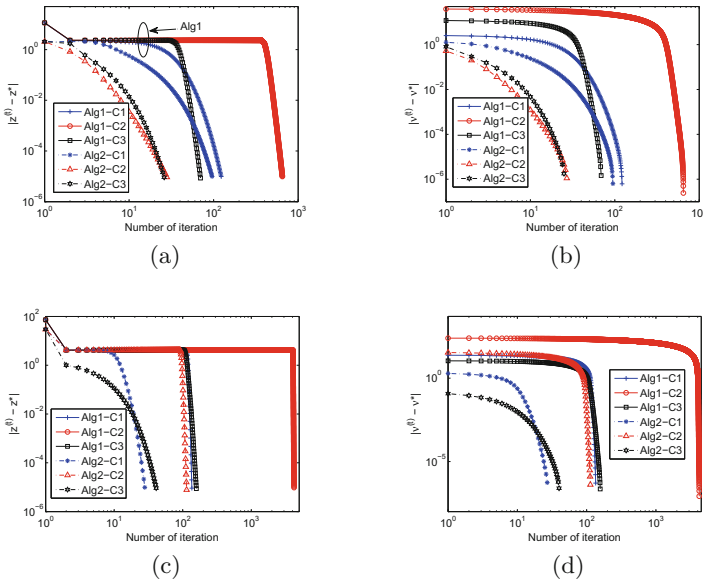 Alg1
10^2
10^0
10^-2
10^-4
10^-6
|z^(t) − z*|
Alg1−C1
Alg1−C2
Alg1−C3
Alg2−C1
Alg2−C2
Alg2−C3
10^0
10^1
10^2
10^3
Number of iteration
(a)
10^0
10^-2
10^-4
10^-6
|ν^(t) − ν*|
Alg1−C1
Alg1−C2
Alg1−C3
Alg2−C1
Alg2−C2
Alg2−C3
10^0
10^1
10^2
10^3
Number of iteration
(b)
10^2
10^0
10^-2
10^-4
10^-6
|z^(t) − z*|
Alg1−C1
Alg1−C2
Alg1−C3
Alg2−C1
Alg2−C2
Alg2−C3
10^0
10^1
10^2
10^3
Number of iteration
(c)
10^0
10^-5
|ν^(t) − ν*|
Alg1−C1
Alg1−C2
Alg1−C3
Alg2−C1
Alg2−C2
Alg2−C3
10^0
10^1
10^2
10^3
Number of iteration
(d)